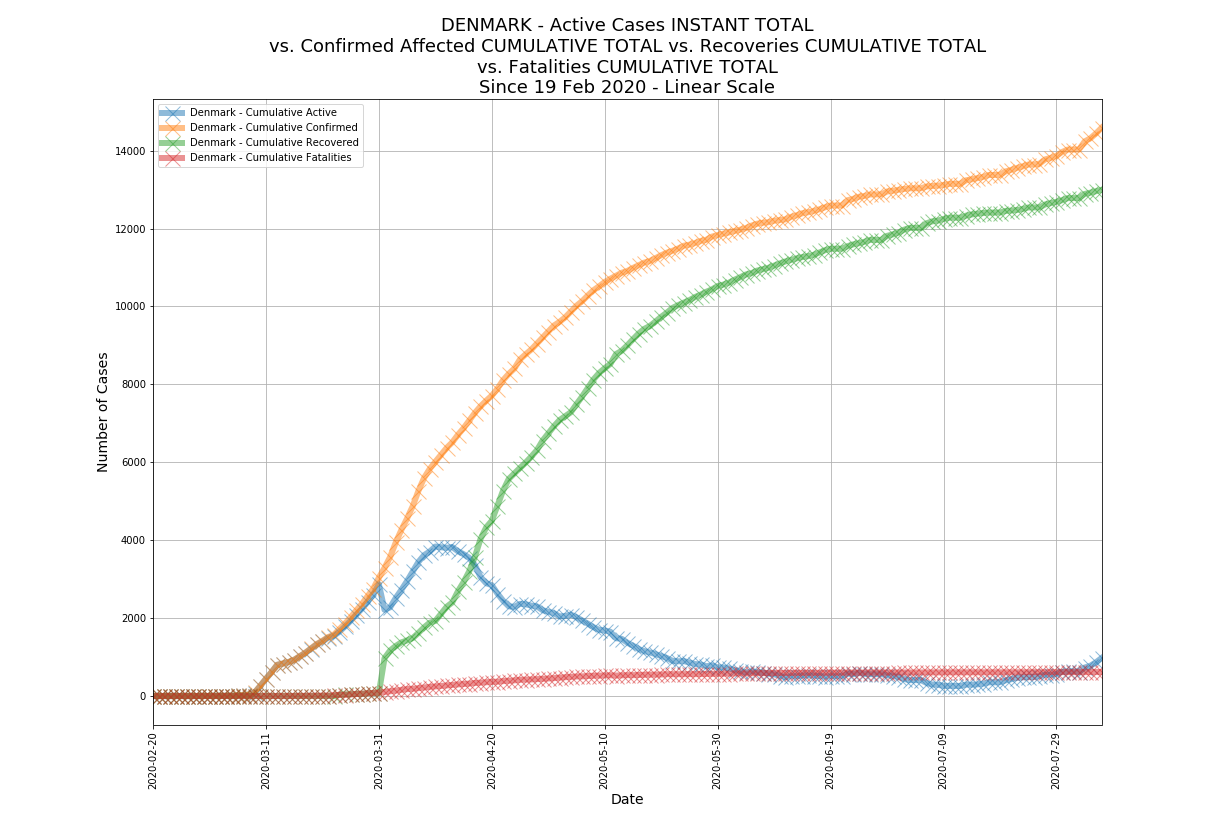 DENMARK - Active Cases INSTANT TOTAL
vs. Confirmed Affected CUMULATIVE TOTAL vs. Recoveries CUMULATIVE TOTAL
vs. Fatalities CUMULATIVE TOTAL
Since 19 Feb 2020 - Linear Scale
Denmark - Cumulative Active
Denmark - Cumulative Confirmed
Denmark - Cumulative Recovered
Denmark - Cumulative Fatalities
Number of Cases
14000
12000
10000
8000
6000
4000
2000
0
2020-02-20
2020-03-11
2020-03-31
2020-04-20
2020-05-10
2020-05-30
2020-06-19
2020-07-09
2020-07-29
Date